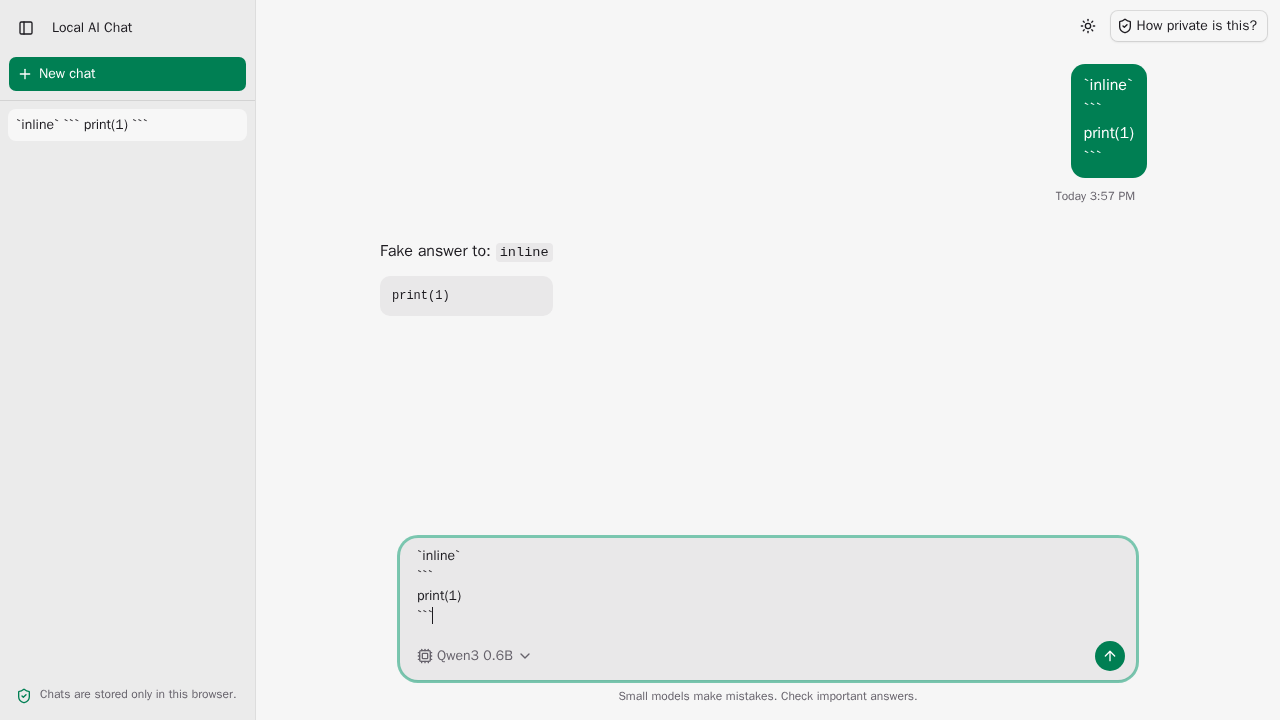 Local AI Chat
How private is this?
New chat
`inline` ``` print(1) ```
`inline`
```
print(1)
```
Today 3:57 PM
Fake answer to: inline
print(1)
`inline`
```
print(1)
```
Qwen3 0.6B
Chats are stored only in this browser.
Small models make mistakes. Check important answers.